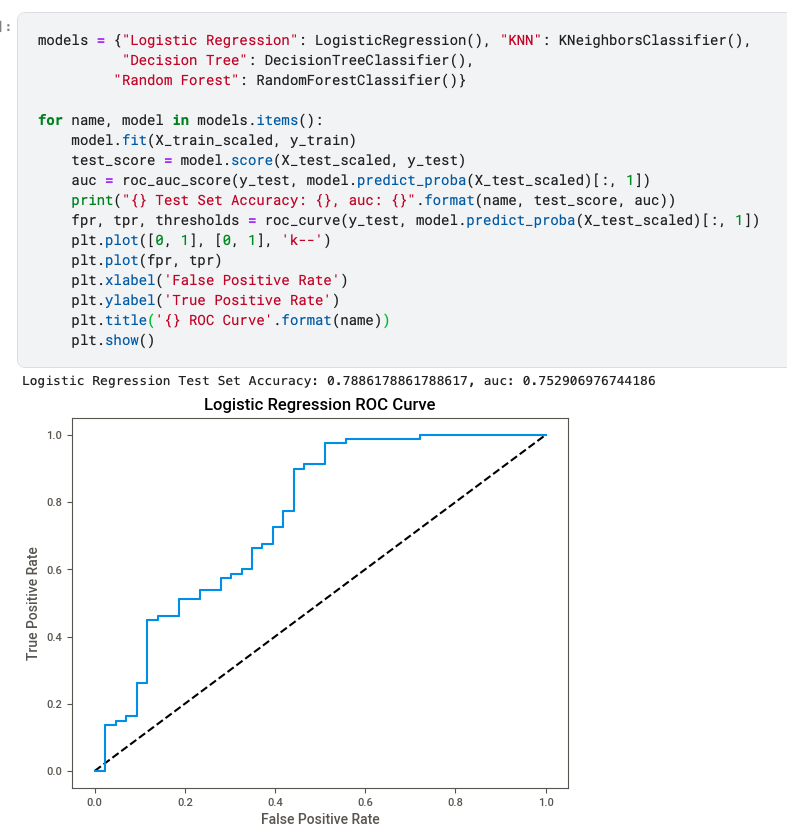 ]:
models = {"Logistic Regression": LogisticRegression(), "KNN": KNeighborsClassifier(),
          "Decision Tree": DecisionTreeClassifier(),
         "Random Forest": RandomForestClassifier()}

for name, model in models.items():
    model.fit(X_train_scaled, y_train)
    test_score = model.score(X_test_scaled, y_test)
    auc = roc_auc_score(y_test, model.predict_proba(X_test_scaled)[:, 1])
    print("{} Test Set Accuracy: {}, auc: {}".format(name, test_score, auc))
    fpr, tpr, thresholds = roc_curve(y_test, model.predict_proba(X_test_scaled)[:, 1])
    plt.plot([0, 1], [0, 1], 'k--')
    plt.plot(fpr, tpr)
    plt.xlabel('False Positive Rate')
    plt.ylabel('True Positive Rate')
    plt.title('{} ROC Curve'.format(name))
    plt.show()
Logistic Regression Test Set Accuracy: 0.7886178861788617, auc: 0.752906976744186
Logistic Regression ROC Curve
True Positive Rate
1.0
0.8
0.6
0.4
0.2
0.0
0.0 0.2 0.4 0.6 0.8 1.0
False Positive Rate